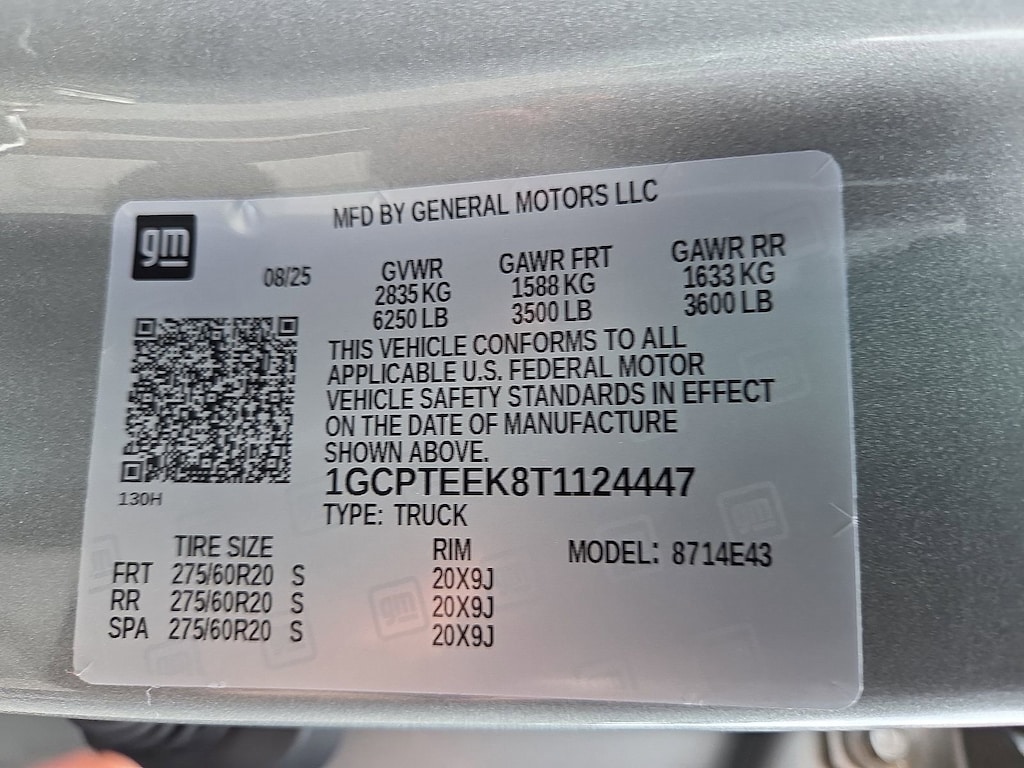 MFD BY GENERAL MOTORS LLC
gm
08/25
GVWR GAWR FRT GAWR RR
2835 KG 1588 KG 1633 KG
6250 LB 3500 LB 3600 LB
THIS VEHICLE CONFORMS TO ALL
APPLICABLE U.S. FEDERAL MOTOR
VEHICLE SAFETY STANDARDS IN EFFECT
ON THE DATE OF MANUFACTURE
SHOWN ABOVE.
1GCPTEEK8T1124447
130H
TYPE: TRUCK
TIRE SIZE RIM MODEL: 8714E43
FRT 275/60R20 S 20X9J
RR 275/60R20 S 20X9J
SPA 275/60R20 S 20X9J
gm